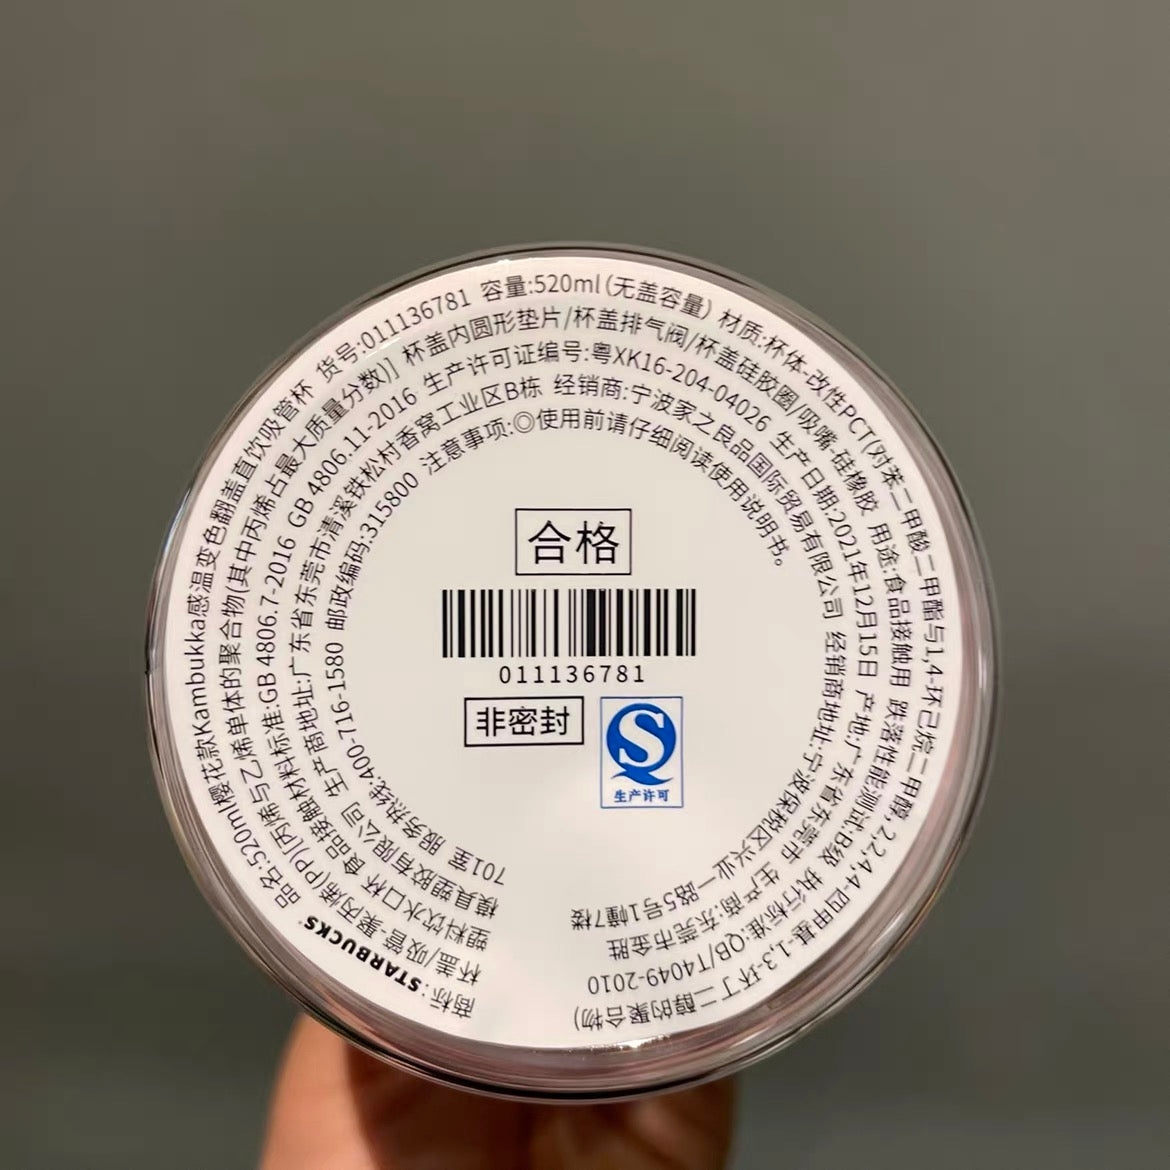 商标:STARBUCKS 品名:520ml樱花款Kambukka感温变色翻盖直饮吸管杯 货号:011136781 容量:520ml(无盖容量) 材质:杯体-改性PCT(对苯二甲酸二甲酯与1,4-环己烷二甲醇,2,2,4,4-四甲基-1,3-环丁二醇的聚合物)
杯盖/吸管-聚丙烯(PP)[丙烯与乙烯单体的聚合物(其中丙烯占最大质量分数)] 杯盖内圆形垫片/杯盖排气阀/杯盖硅胶圈/吸嘴-硅橡胶 用途:食品接触用 跌落性能测试:B级 执行标准:QB/T4049-2010
塑料饮水口杯 食品接触材料标准:GB 4806.7-2016 GB 4806.11-2016 生产许可证编号:粤XK16-204-04026 生产日期:2021年12月15日 产地:广东省东莞市 生产商:东莞市金胜
模具塑胶有限公司 生产商地址:广东省东莞市清溪铁松村香窝工业区B栋 经销商:宁波家之良品国际贸易有限公司 经销商地址:宁波保税区兴业一路5号1幢7楼
701室 服务热线:400-716-1580 邮政编码:315800 注意事项:◎使用前请仔细阅读使用说明书。
合格
011136781
非密封
生产许可